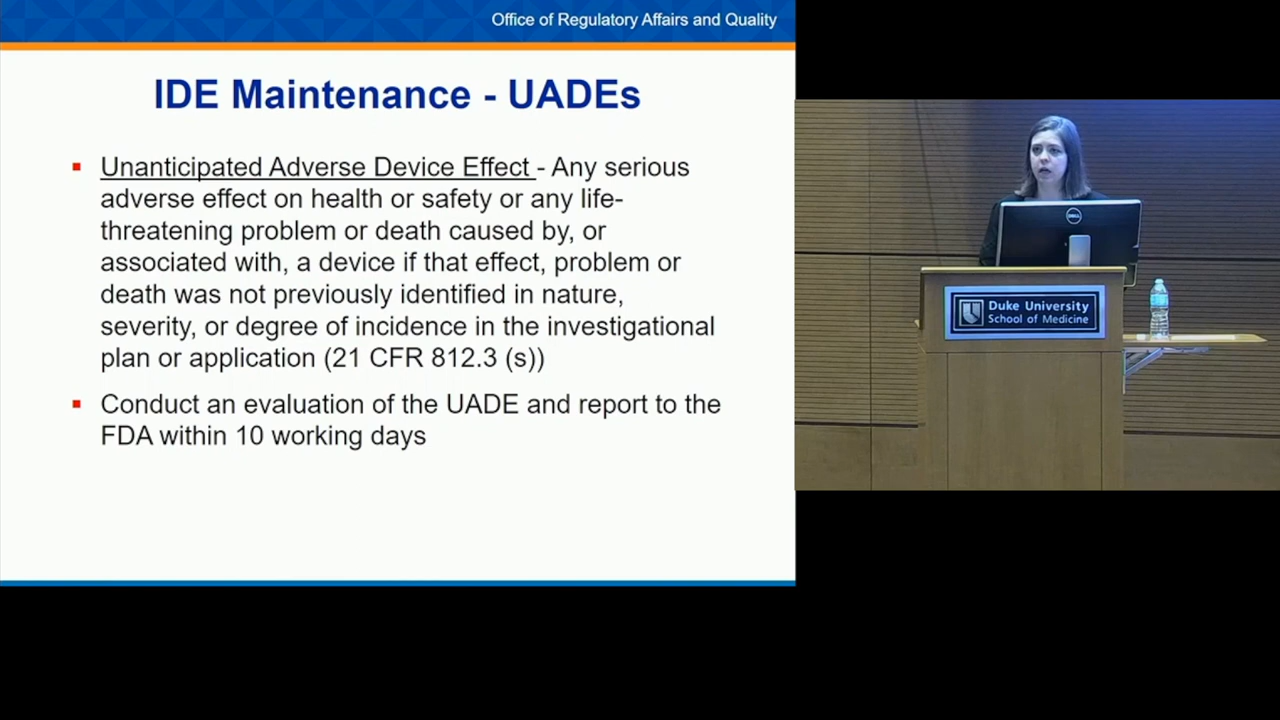 Office of Regulatory Affairs and Quality
IDE Maintenance - UADEs
Unanticipated Adverse Device Effect - Any serious
adverse effect on health or safety or any life-
threatening problem or death caused by, or
associated with, a device if that effect, problem or
death was not previously identified in nature,
severity, or degree of incidence in the investigational
plan or application (21 CFR 812.3 (s))
Conduct an evaluation of the UADE and report to the
FDA within 10 working days
DELL
Duke University
School of Medicine